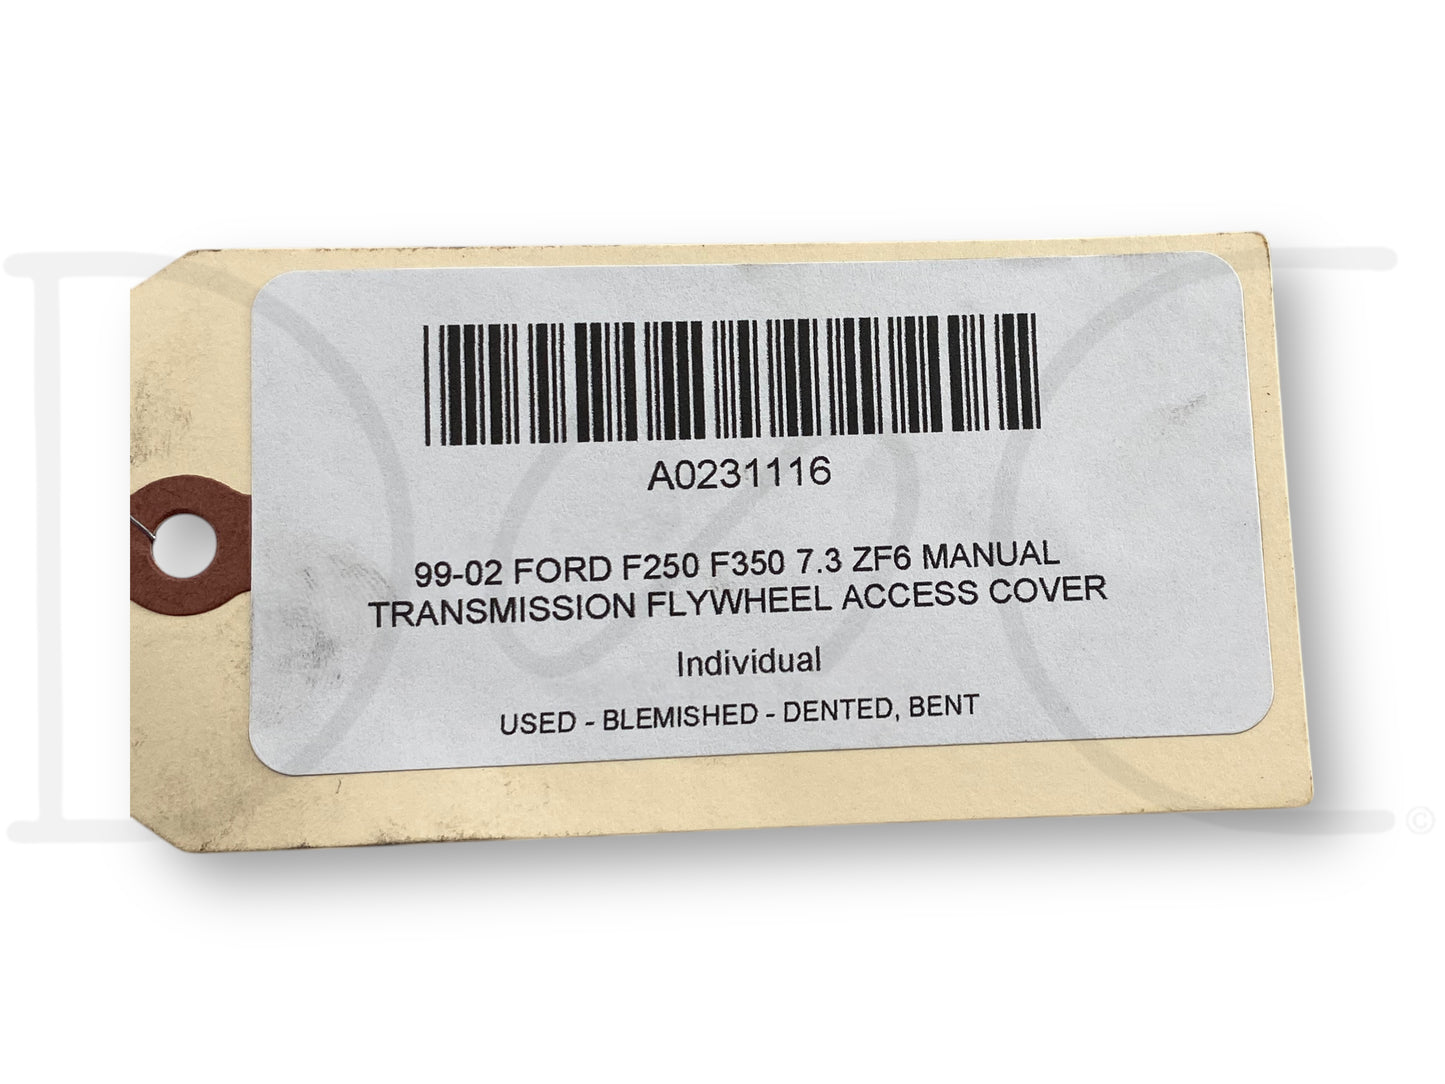 A0231116
99-02 FORD F250 F350 7.3 ZF6 MANUAL
TRANSMISSION FLYWHEEL ACCESS COVER
Individual
USED - BLEMISHED - DENTED, BENT
©